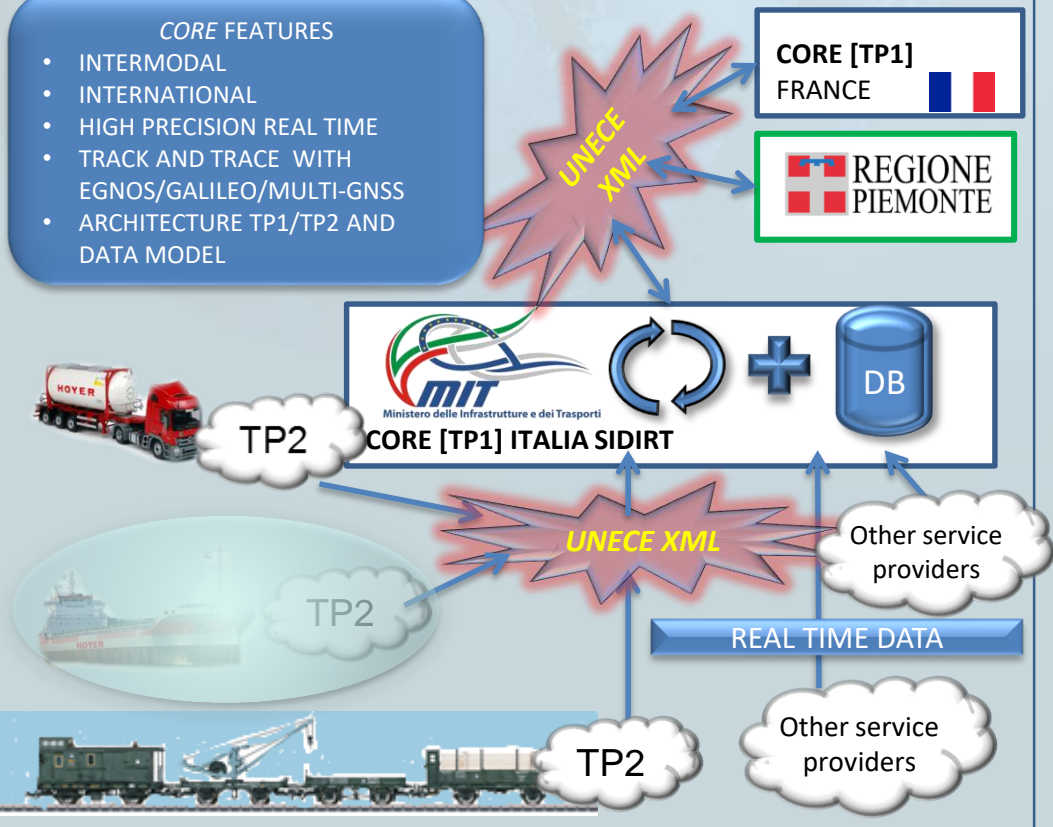 CORE FEATURES
• INTERMODAL
• INTERNATIONAL
• HIGH PRECISION REAL TIME
• TRACK AND TRACE WITH
EGNOS/GALILEO/MULTI-GNSS
• ARCHITECTURE TP1/TP2 AND
DATA MODEL
CORE [TP1]
FRANCE
UNECE
XML
REGIONE
PIEMONTE
MIT
Ministero delle Infrastrutture e dei Trasporti
DB
CORE [TP1] ITALIA SIDIRT
HOYER
TP2
UNECE XML
Other service
providers
TP2
HOYER
REAL TIME DATA
TP2
Other service
providers